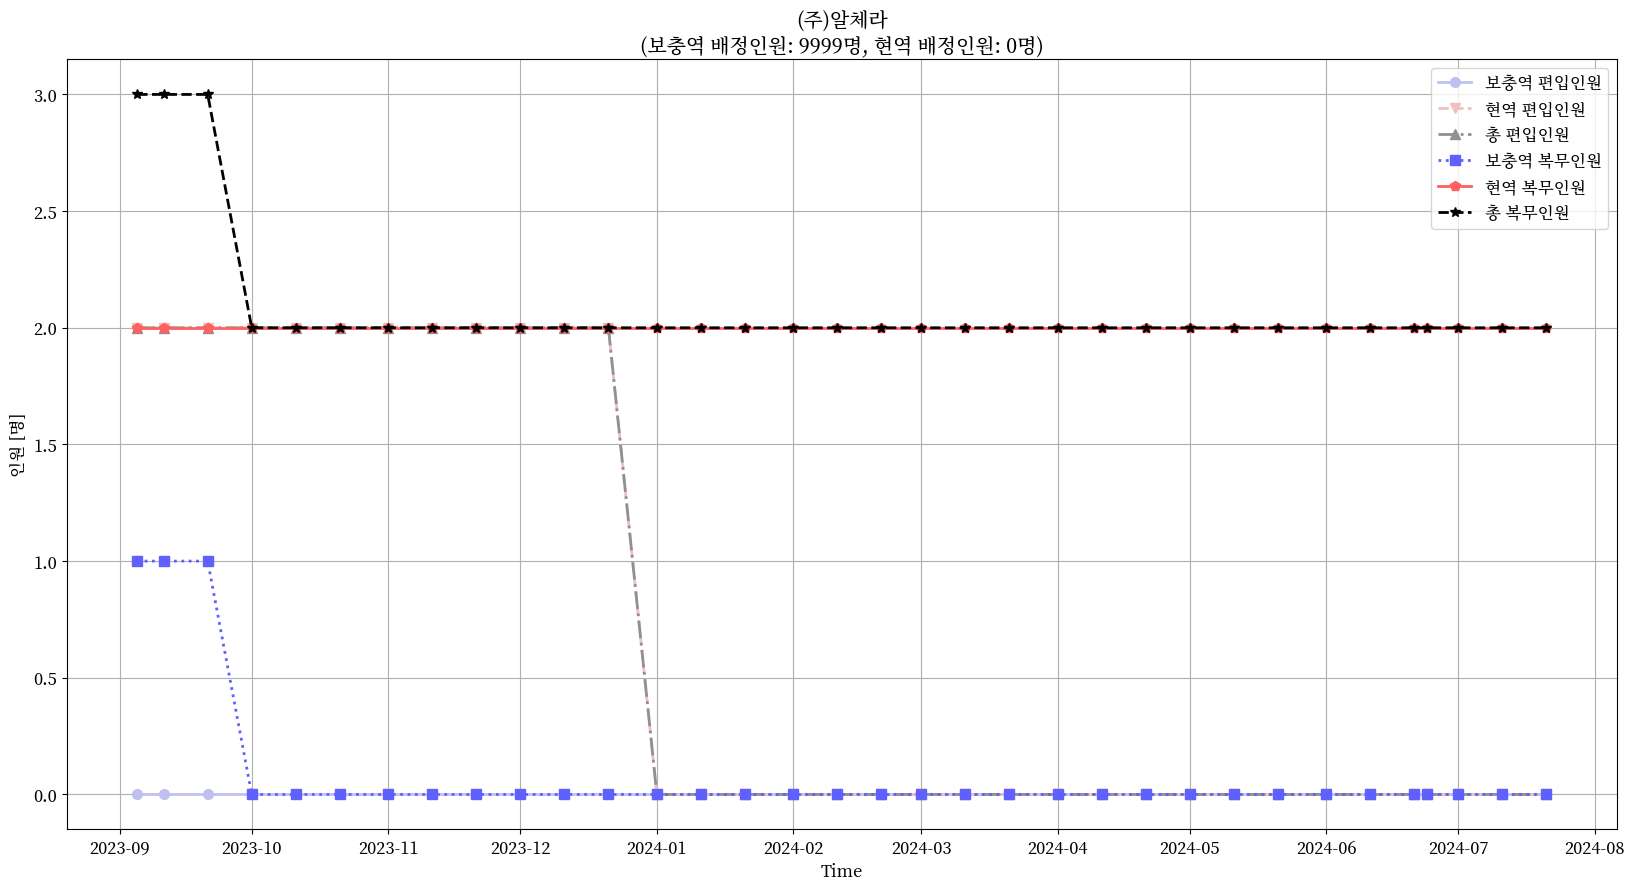 (주)알체라
(보충역 배정인원: 9999명, 현역 배정인원: 0명)
보충역 편입인원
현역 편입인원
총 편입인원
보충역 복무인원
현역 복무인원
총 복무인원
인원 [명]
3.0
2.5
2.0
1.5
1.0
0.5
0.0
2023-09 2023-10 2023-11 2023-12 2024-01 2024-02 2024-03 2024-04 2024-05 2024-06 2024-07 2024-08
Time